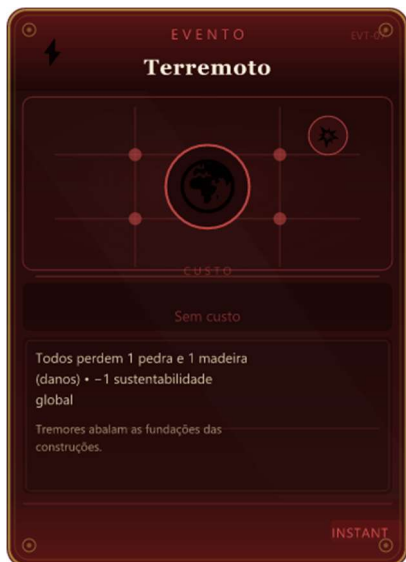 EVENTO
Terremoto
CUSTO
Sem custo
Todos perdem 1 pedra e 1 madeira
(danos) • −1 sustentabilidade
global
Tremores abalam as fundações das
construções.
INSTANT